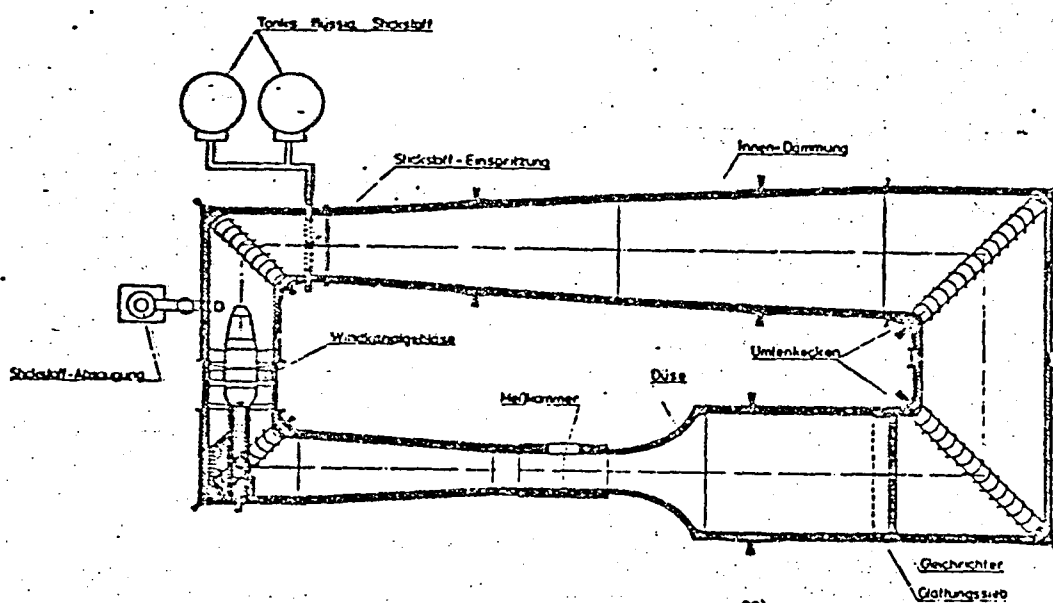 Tanks flüssig Stickstoff
Stickstoff-Einspritzung
Innen-Dämmung
Windkanalgebläse
Stickstoff-Absaugung
Umlenkecken
Düse
Meßkammer
Gleichrichter
Glättungssieb